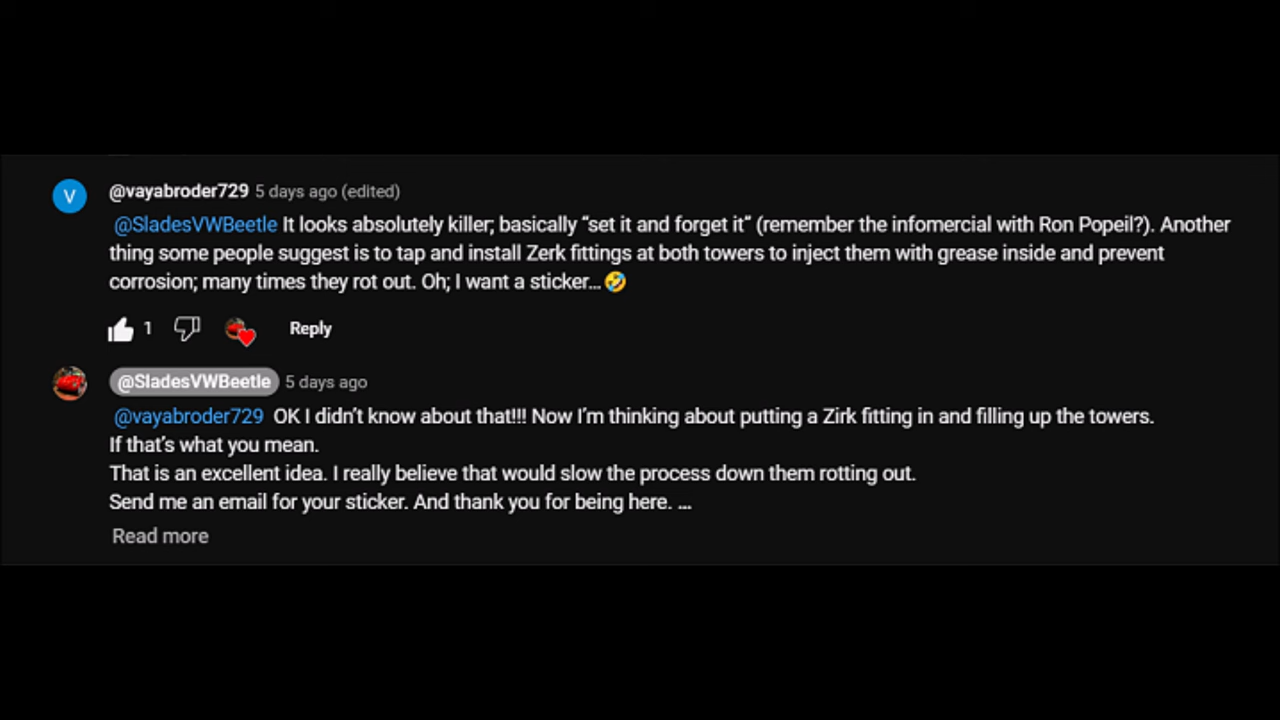 V
@vayabroder729 5 days ago (edited)
@SladesVWBeetle It looks absolutely killer; basically “set it and forget it“ (remember the infomercial with Ron Popeil?). Another
thing some people suggest is to tap and install Zerk fittings at both towers to inject them with grease inside and prevent
corrosion; many times they rot out. Oh; I want a sticker...🤣
1 Reply
@SladesVWBeetle 5 days ago
@vayabroder729 OK I didn’t know about that!!! Now I’m thinking about putting a Zirk fitting in and filling up the towers.
If that’s what you mean.
That is an excellent idea. I really believe that would slow the process down them rotting out.
Send me an email for your sticker. And thank you for being here. ...
Read more